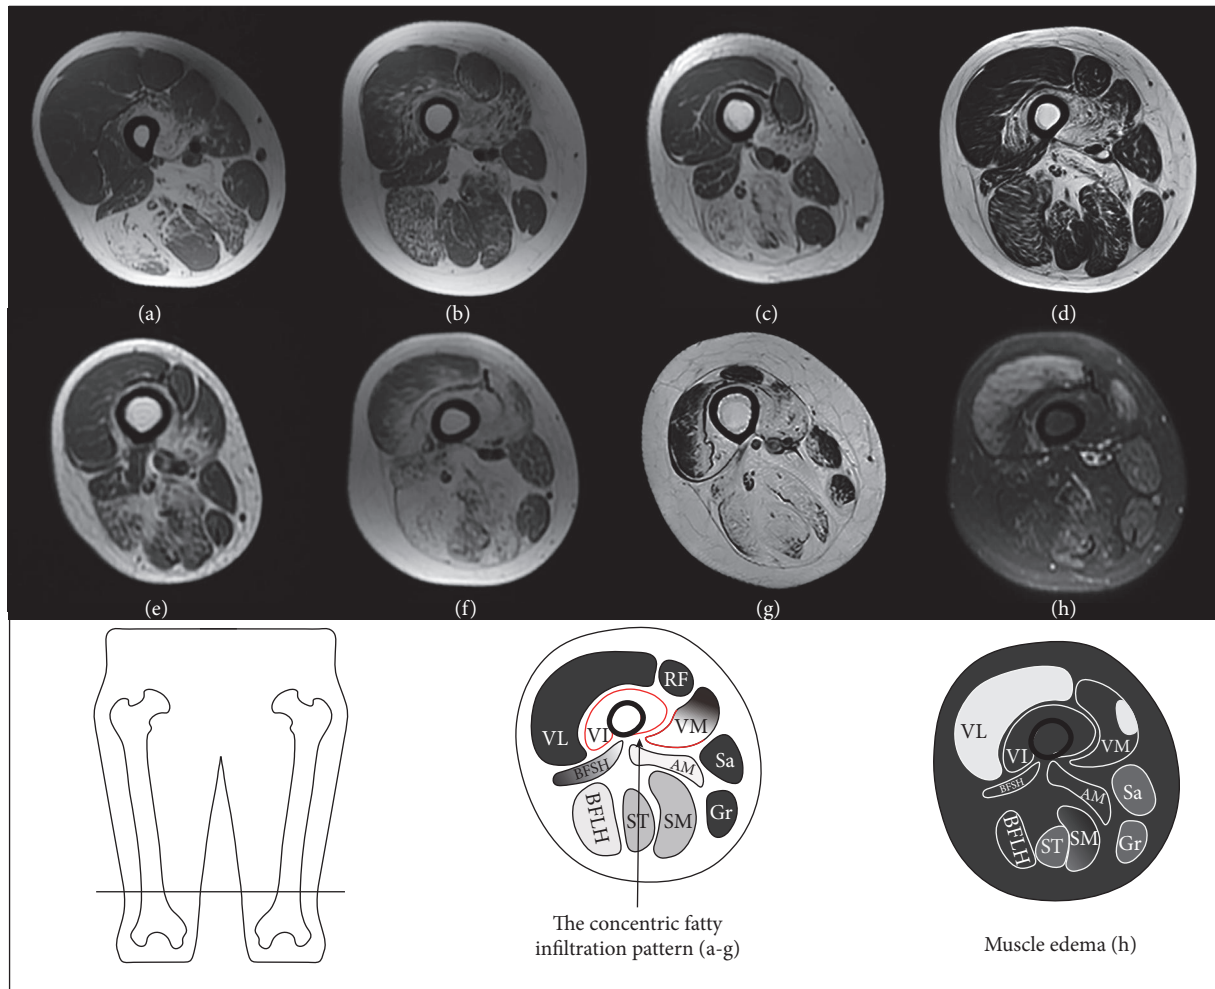 (a) (b) (c) (d)
(e) (f) (g) (h)
RF
VL VI VM
BFSH AM Sa
BFLH ST SM Gr
The concentric fatty
infiltration pattern (a-g)
VL VI VM
BFSH AM Sa
BFLH ST SM Gr
Muscle edema (h)